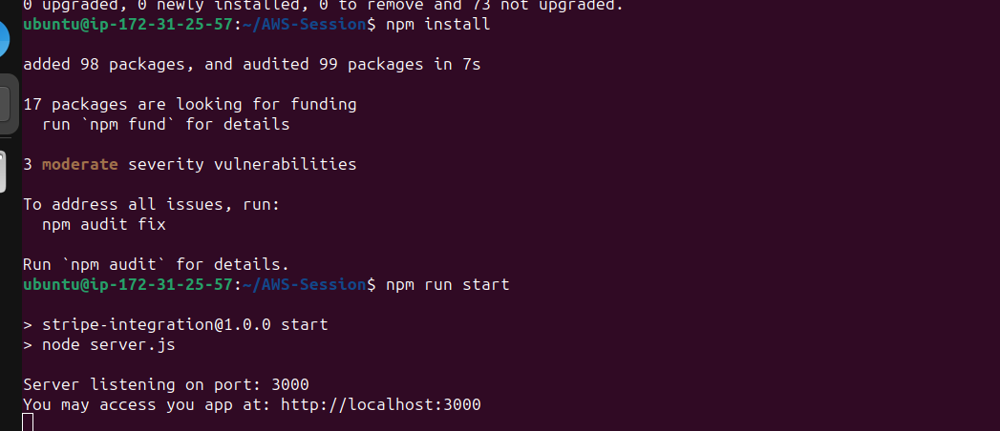 0 upgraded, 0 newly installed, 0 to remove and 73 not upgraded.
ubuntu@ip-172-31-25-57:~/AWS-Session$ npm install
added 98 packages, and audited 99 packages in 7s
17 packages are looking for funding
  run `npm fund` for details
3 moderate severity vulnerabilities
To address all issues, run:
  npm audit fix
Run `npm audit` for details.
ubuntu@ip-172-31-25-57:~/AWS-Session$ npm run start
> stripe-integration@1.0.0 start
> node server.js
Server listening on port: 3000
You may access you app at: http://localhost:3000